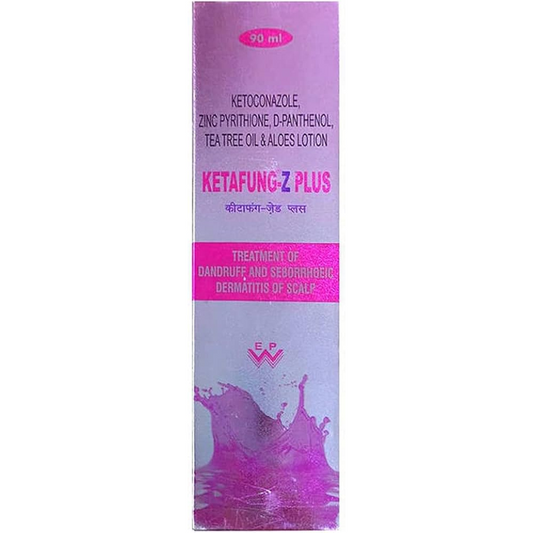 90 ml
KETOCONAZOLE,
ZINC PYRITHIONE, D-PANTHENOL,
TEA TREE OIL & ALOES LOTION
KETAFUNG-Z PLUS
कीटाफंग-ज़ेड प्लस
TREATMENT OF
DANDRUFF AND SEBORRHOEIC
DERMATITIS OF SCALP
E P
W